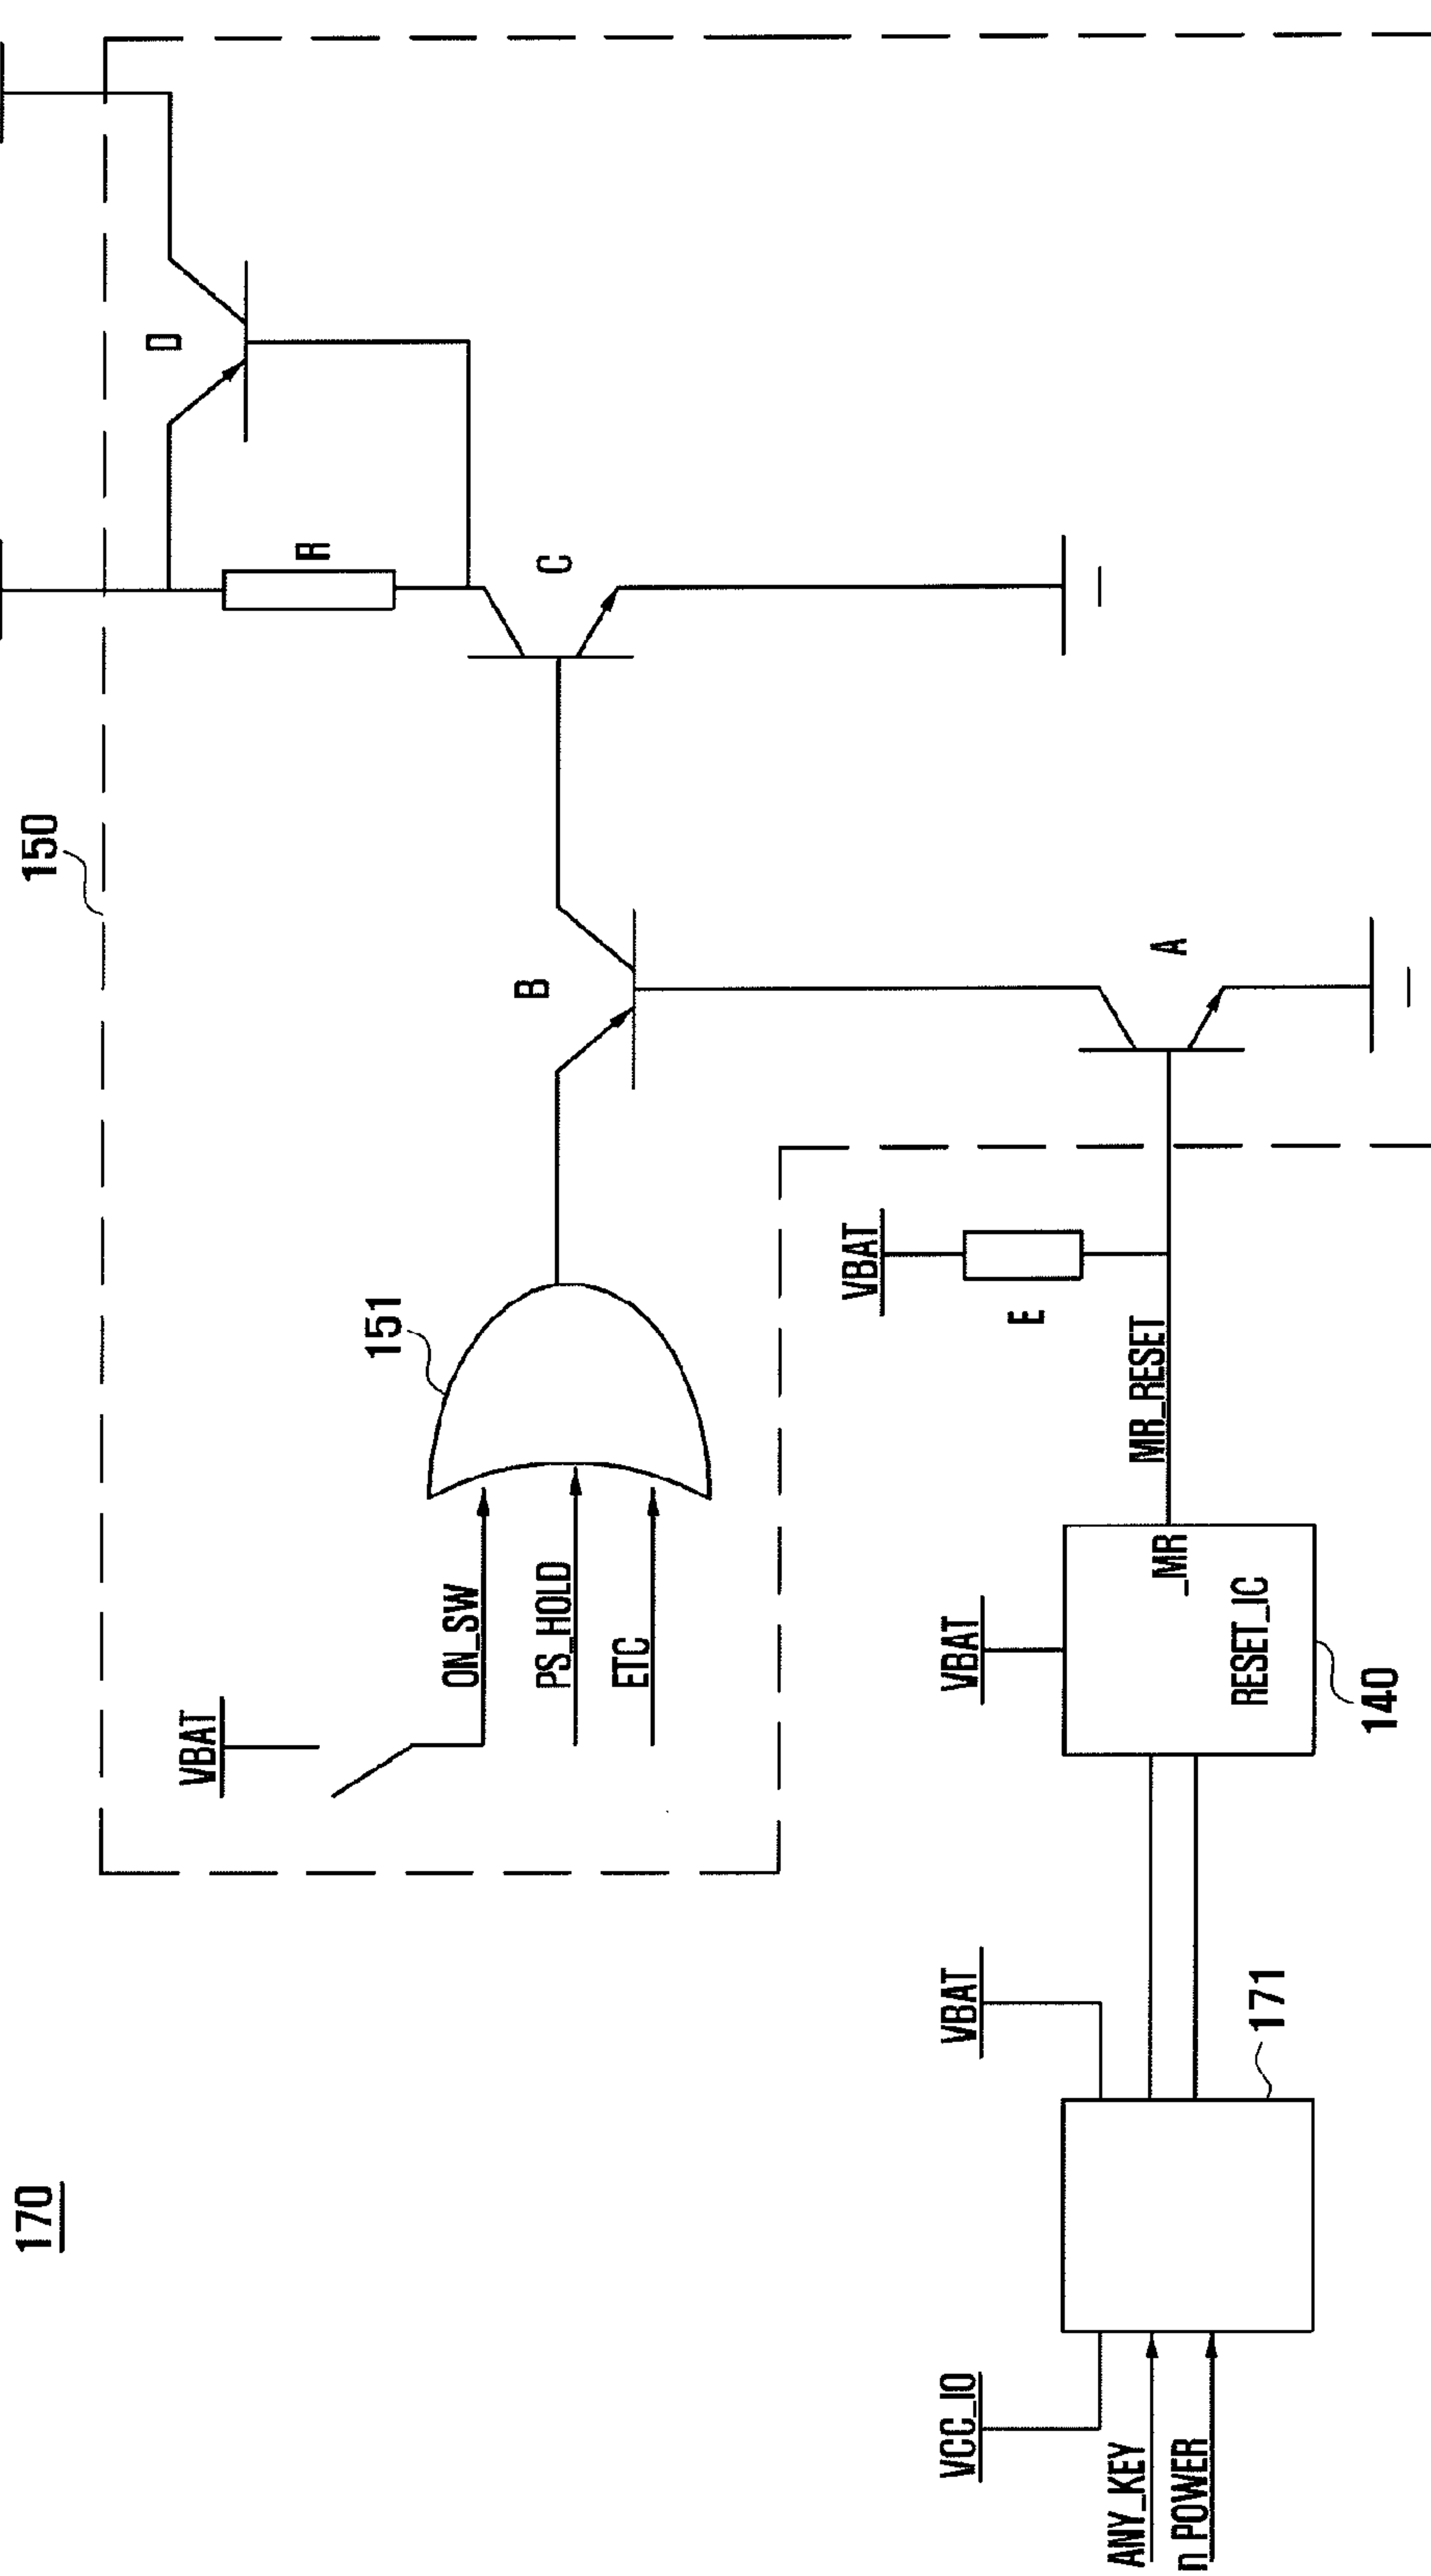 170
150
D
R
C
B
A
151
VBAT
ON_SW
PS_HOLD
ETC
VBAT
E
MR_RESET
VBAT
_MR
RESET_IC
140
VBAT
171
VCC_IO
ANY_KEY
n_POWER